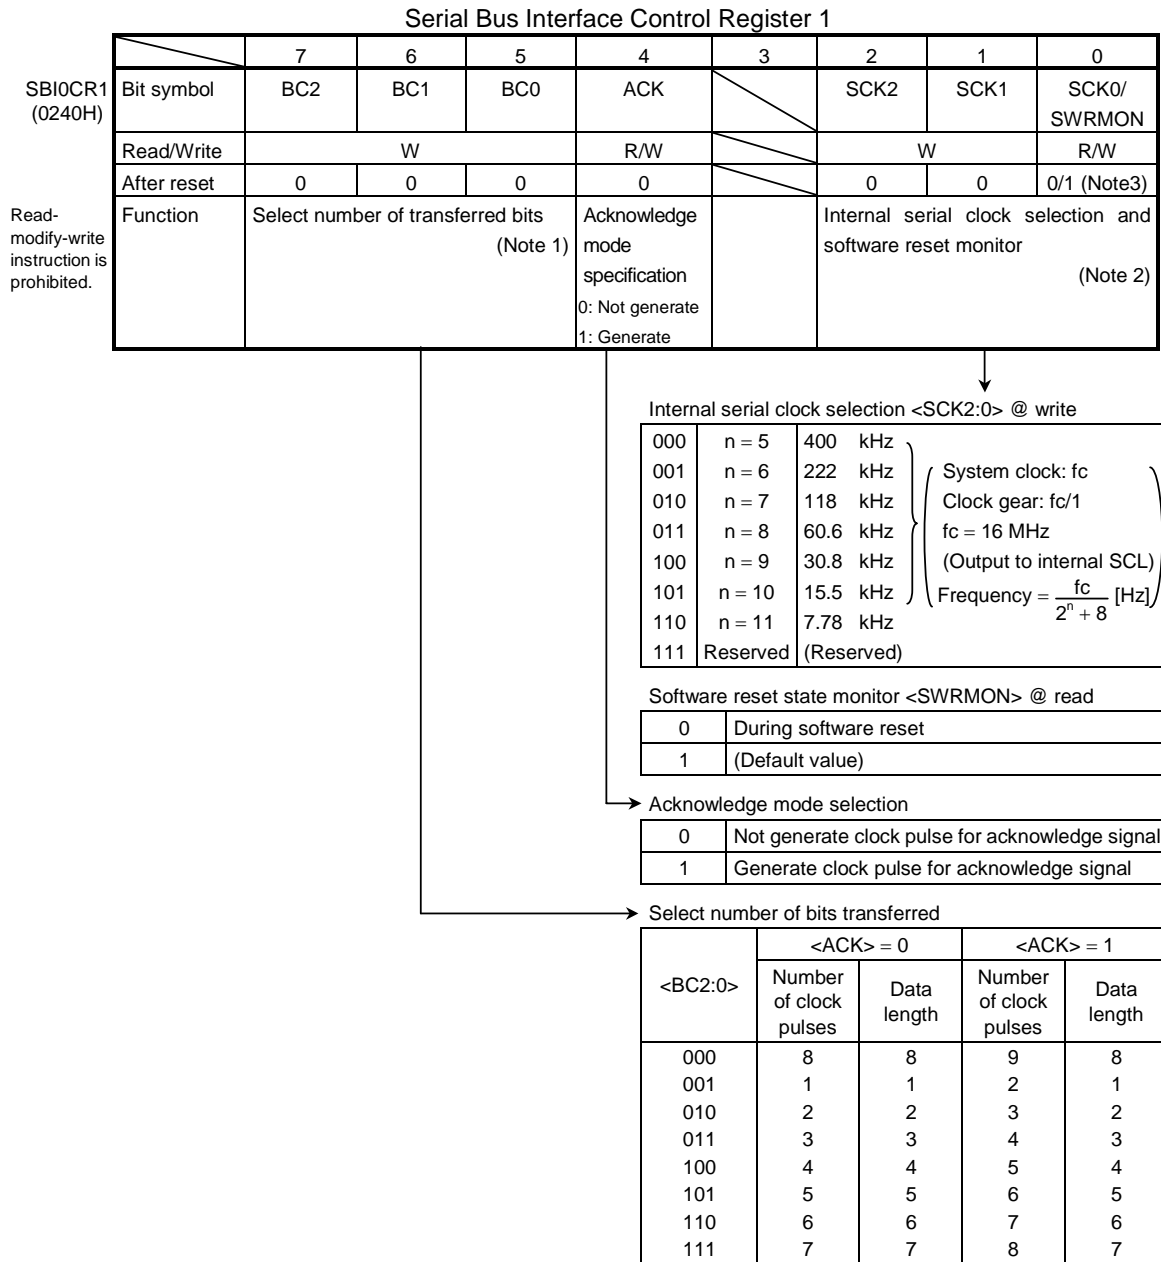 Serial Bus Interface Control Register 1
7 6 5 4 3 2 1 0
SBI0CR1
(0240H)
Bit symbol BC2 BC1 BC0 ACK SCK2 SCK1 SCK0/
SWRMON
Read/Write W R/W W R/W
After reset 0 0 0 0 0 0 0/1 (Note3)
Read-
modify-write
instruction is
prohibited.
Function
Select number of transferred bits
(Note 1)
Acknowledge
mode
specification
0: Not generate
1: Generate
Internal serial clock selection and
software reset monitor
(Note 2)
Internal serial clock selection <SCK2:0> @ write
000 n = 5 400 kHz
001 n = 6 222 kHz
010 n = 7 118 kHz
011 n = 8 60.6 kHz
100 n = 9 30.8 kHz
101 n = 10 15.5 kHz
110 n = 11 7.78 kHz
111 Reserved (Reserved)
System clock: fc
Clock gear: fc/1
fc = 16 MHz
(Output to internal SCL)
Frequency = fc / 2^n + 8 [Hz]
Software reset state monitor <SWRMON> @ read
0 During software reset
1 (Default value)
Acknowledge mode selection
0 Not generate clock pulse for acknowledge signal
1 Generate clock pulse for acknowledge signal
Select number of bits transferred
<BC2:0>
<ACK> = 0 <ACK> = 1
Number
of clock
pulses
Data
length
Number
of clock
pulses
Data
length
000 8 8 9 8
001 1 1 2 1
010 2 2 3 2
011 3 3 4 3
100 4 4 5 4
101 5 5 6 5
110 6 6 7 6
111 7 7 8 7